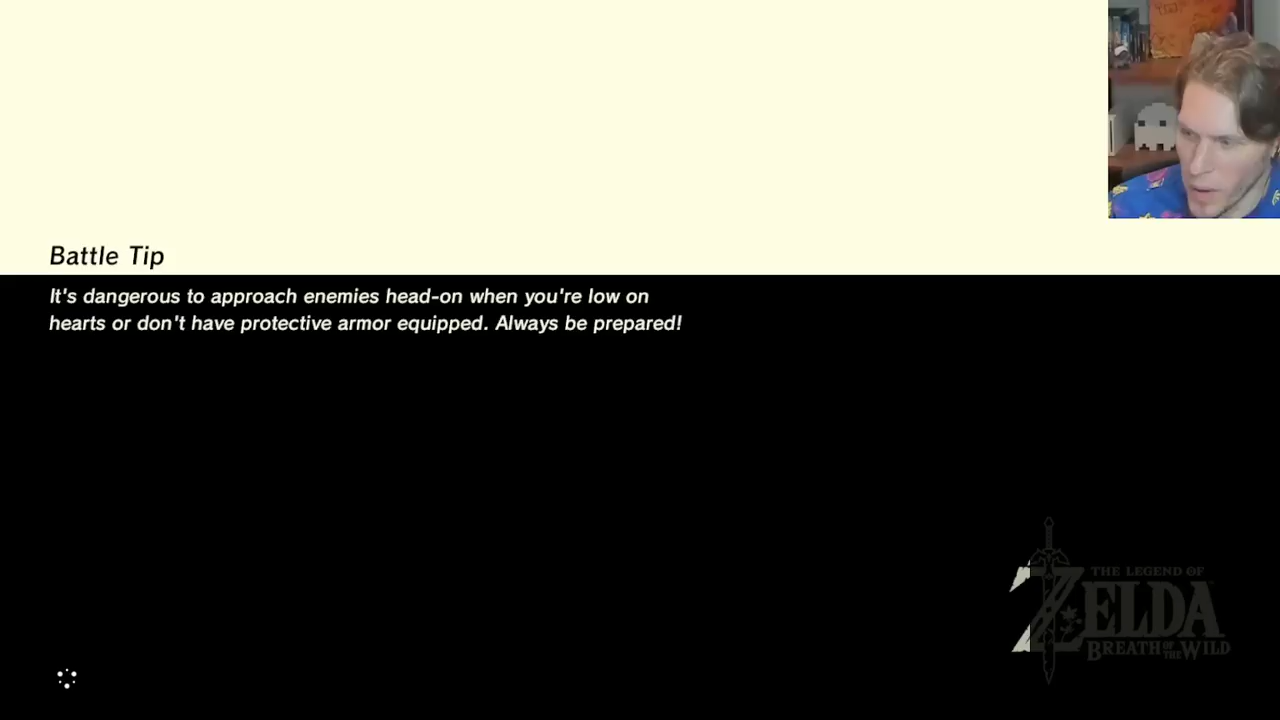 Battle Tip
It's dangerous to approach enemies head-on when you're low on
hearts or don't have protective armor equipped. Always be prepared!
THE LEGEND OF
ZELDA
BREATH OF THE WILD